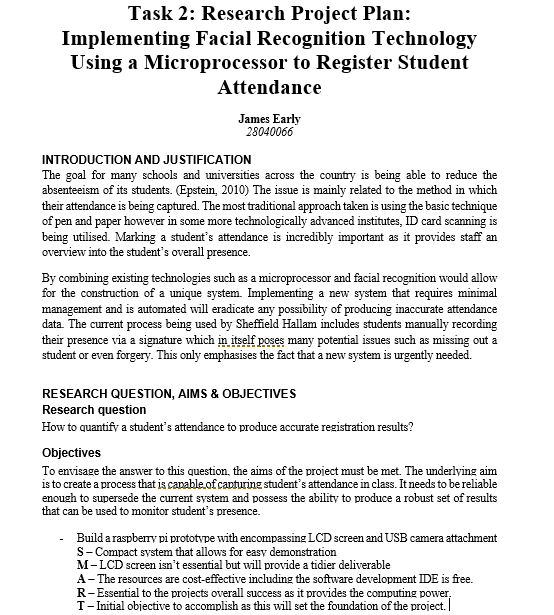 Task 2: Research Project Plan:
Implementing Facial Recognition Technology
Using a Microprocessor to Register Student
Attendance
James Early
28040066
INTRODUCTION AND JUSTIFICATION
The goal for many schools and universities across the country is being able to reduce the
absenteeism of its students. (Epstein, 2010) The issue is mainly related to the method in which
their attendance is being captured. The most traditional approach taken is using the basic technique
of pen and paper however in some more technologically advanced institutes, ID card scanning is
being utilised. Marking a student's attendance is incredibly important as it provides staff an
overview into the student's overall presence.
By combining existing technologies such as a microprocessor and facial recognition would allow
for the construction of a unique system. Implementing a new system that requires minimal
management and is automated will eradicate any possibility of producing inaccurate attendance
data. The current process being used by Sheffield Hallam includes students manually recording
their presence via a signature which in itself poses many potential issues such as missing out a
student or even forgery. This only emphasises the fact that a new system is urgently needed.
RESEARCH QUESTION, AIMS & OBJECTIVES
Research question
How to quantify a student's attendance to produce accurate registration results?
Objectives
To envisage the answer to this question, the aims of the project must be met. The underlying aim
is to create a process that is capable of capturing student's attendance in class. It needs to be reliable
enough to supersede the current system and possess the ability to produce a robust set of results
that can be used to monitor student's presence.
- Build a raspberry pi prototype with encompassing LCD screen and USB camera attachment
S – Compact system that allows for easy demonstration
M – LCD screen isn't essential but will provide a tidier deliverable
A – The resources are cost-effective including the software development IDE is free.
R – Essential to the projects overall success as it provides the computing power.
T – Initial objective to accomplish as this will set the foundation of the project.